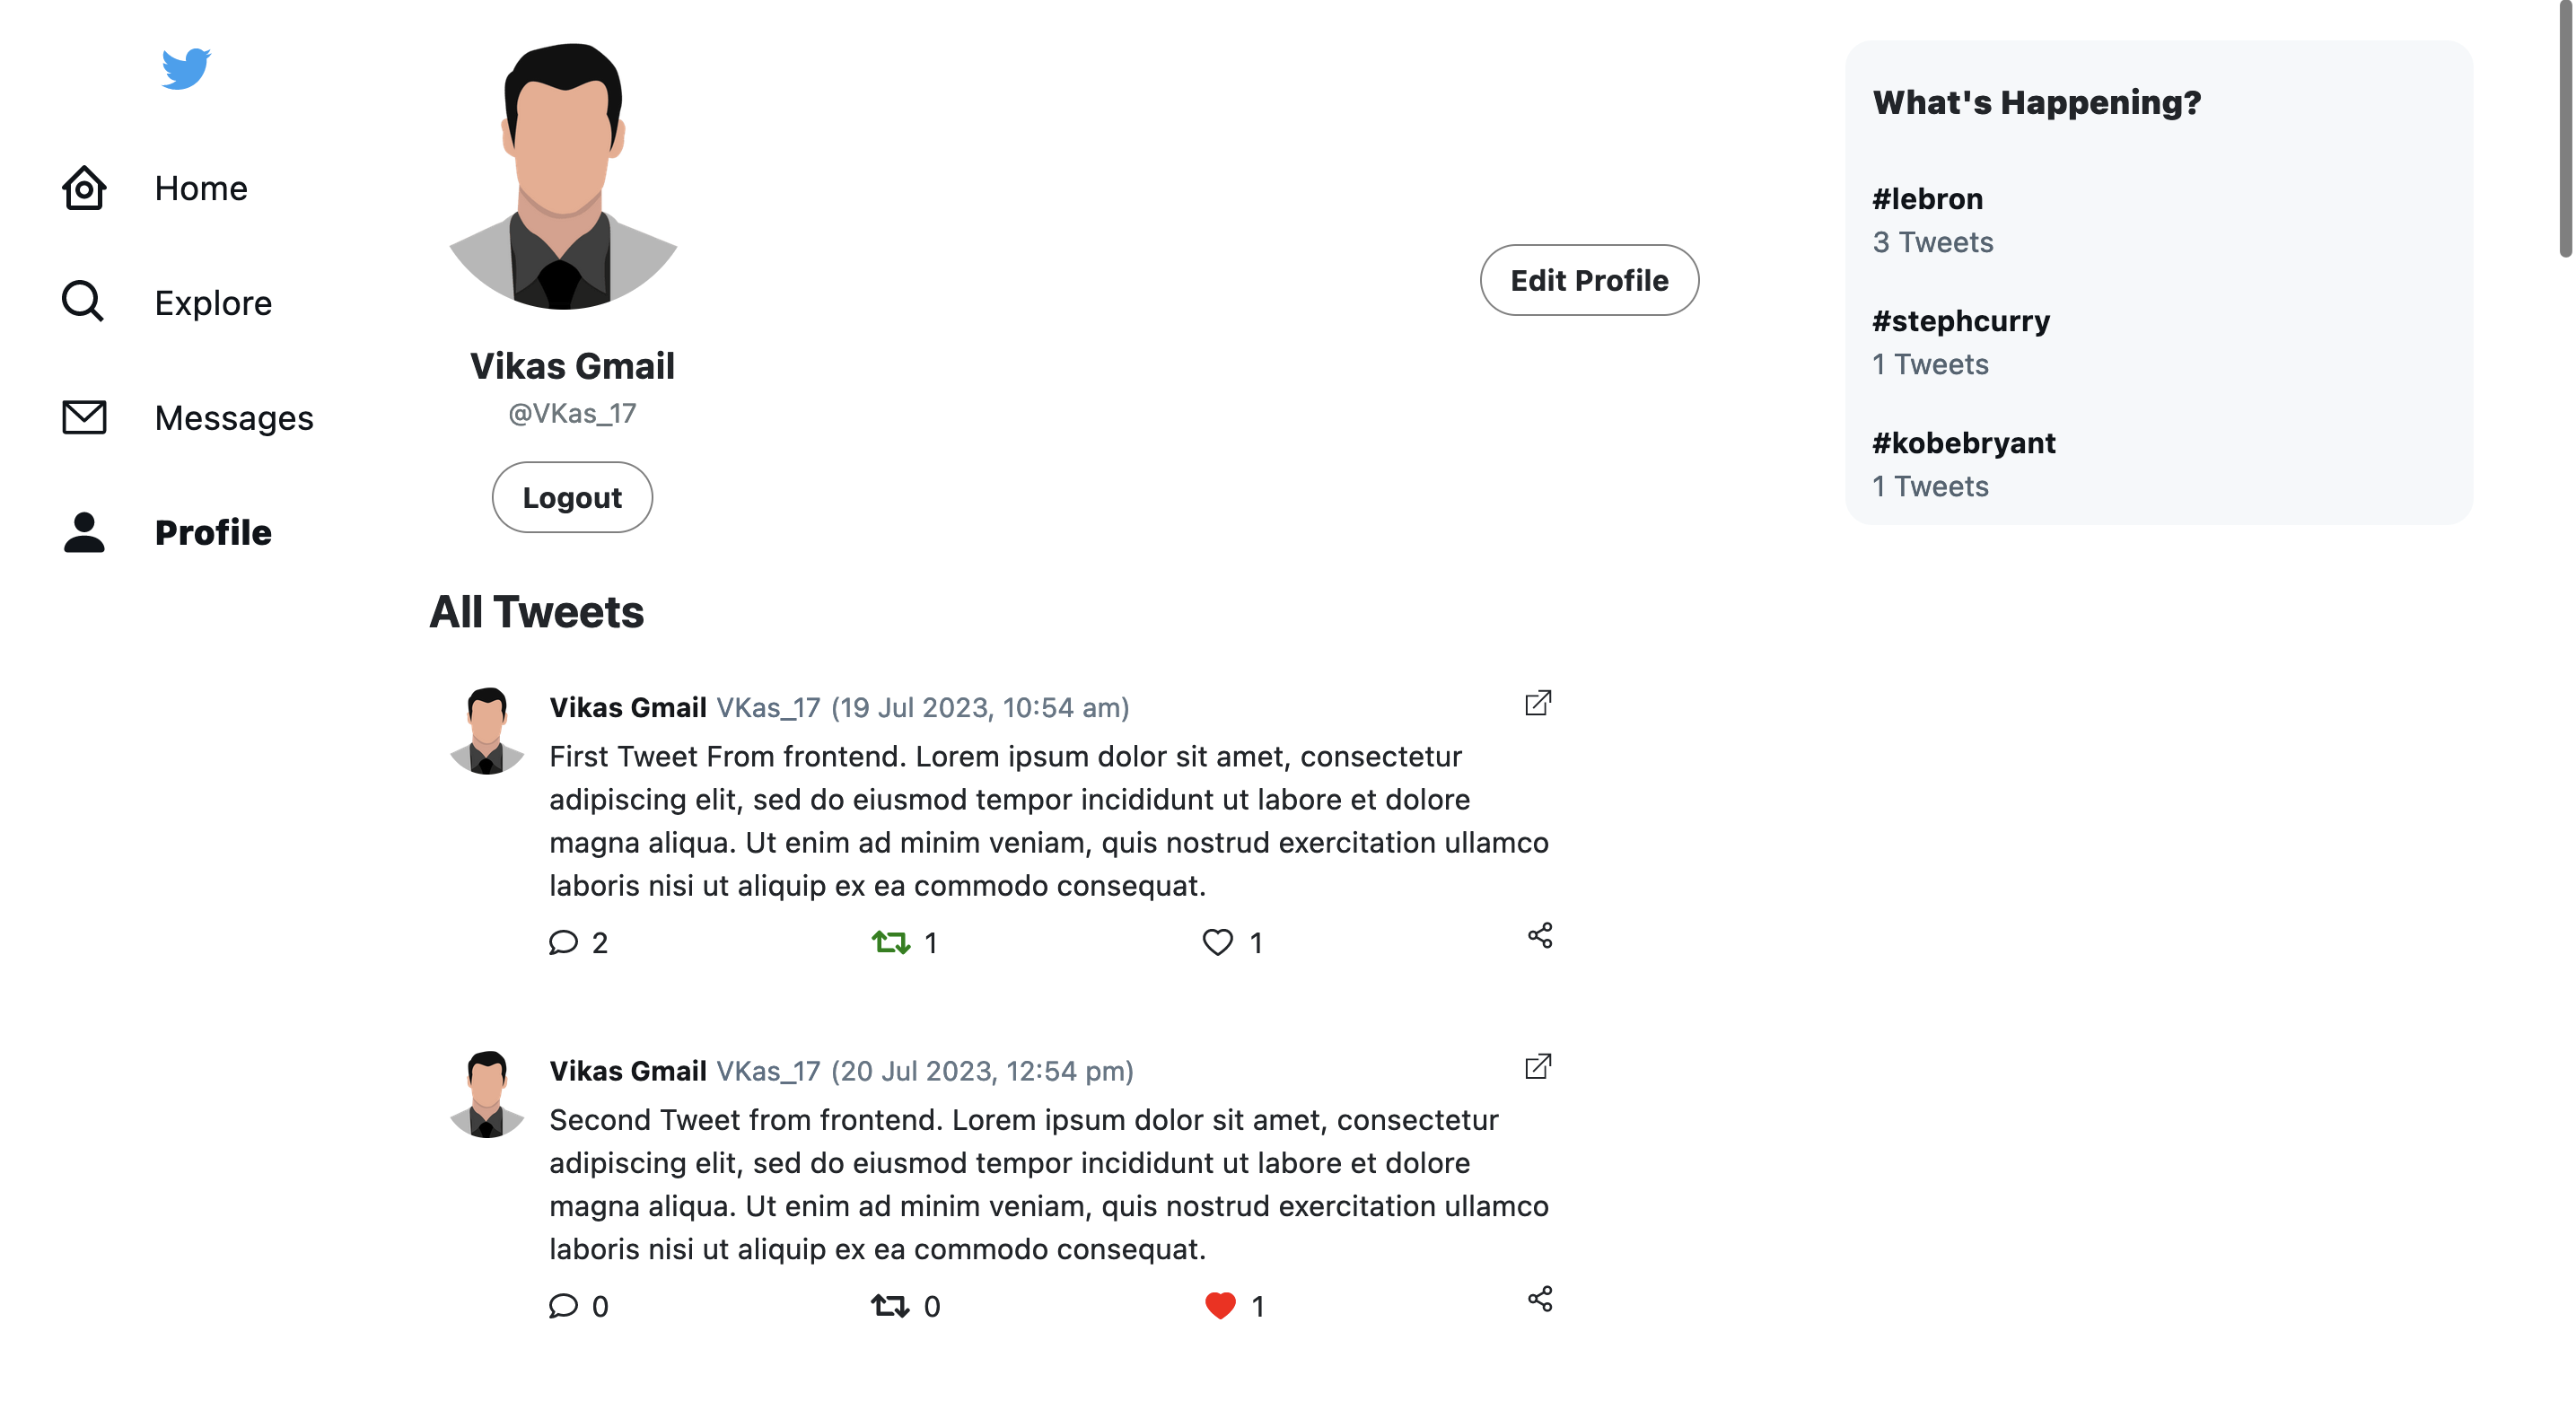 Home
Explore
Messages
Profile
Vikas Gmail
@VKas_17
Logout
Edit Profile
All Tweets
Vikas Gmail VKas_17 (19 Jul 2023, 10:54 am)
First Tweet From frontend. Lorem ipsum dolor sit amet, consectetur
adipiscing elit, sed do eiusmod tempor incididunt ut labore et dolore
magna aliqua. Ut enim ad minim veniam, quis nostrud exercitation ullamco
laboris nisi ut aliquip ex ea commodo consequat.
2 1 1
Vikas Gmail VKas_17 (20 Jul 2023, 12:54 pm)
Second Tweet from frontend. Lorem ipsum dolor sit amet, consectetur
adipiscing elit, sed do eiusmod tempor incididunt ut labore et dolore
magna aliqua. Ut enim ad minim veniam, quis nostrud exercitation ullamco
laboris nisi ut aliquip ex ea commodo consequat.
0 0 1
What's Happening?
#lebron
3 Tweets
#stephcurry
1 Tweets
#kobebryant
1 Tweets